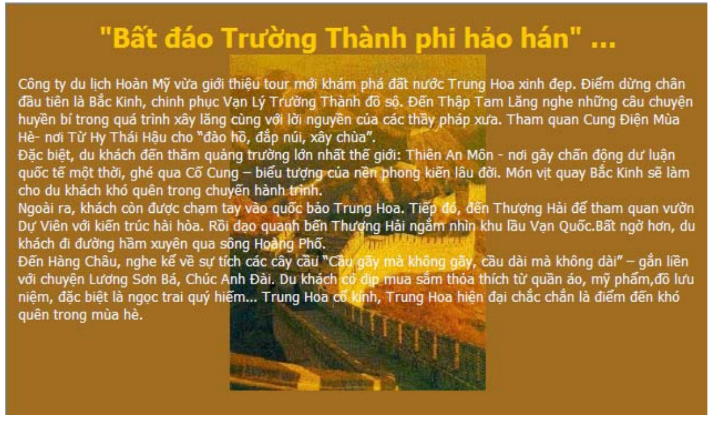 "Bất đáo Trường Thành phi hảo hán" ...
Công ty du lịch Hoàn Mỹ vừa giới thiệu tour mới khám phá đất nước Trung Hoa xinh đẹp. Điểm dừng chân
đầu tiên là Bắc Kinh, chinh phục Vạn Lý Trường Thành đồ sộ. Đến Thập Tam Lăng nghe những câu chuyện
huyền bí trong quá trình xây lăng cùng với lời nguyền của các thầy pháp xưa. Tham quan Cung Điện Mùa
Hè- nơi Từ Hy Thái Hậu cho “đào hồ, đắp núi, xây chùa”.
Đặc biệt, du khách đến thăm quảng trường lớn nhất thế giới: Thiên An Môn - nơi gây chấn động dư luận
quốc tế một thời, ghé qua Cố Cung – biểu tượng của nền phong kiến lâu đời. Món vịt quay Bắc Kinh sẽ làm
cho du khách khó quên trong chuyến hành trình.
Ngoài ra, khách còn được chạm tay vào quốc bảo Trung Hoa. Tiếp đó, đến Thượng Hải để tham quan vườn
Dự Viên với kiến trúc hài hòa. Rồi dạo quanh bến Thượng Hải ngắm nhìn khu lầu Vạn Quốc.Bất ngờ hơn, du
khách đi đường hầm xuyên qua sông Hoàng Phố.
Đến Hàng Châu, nghe kể về sự tích các cây cầu “Cầu gãy mà không gãy, cầu dài mà không dài” – gắn liền
với chuyện Lương Sơn Bá, Chúc Anh Đài. Du khách có dịp mua sắm thỏa thích từ quần áo, mỹ phẩm,đồ lưu
niệm, đặc biệt là ngọc trai quý hiếm... Trung Hoa cổ kính, Trung Hoa hiện đại chắc chắn là điểm đến khó
quên trong mùa hè.